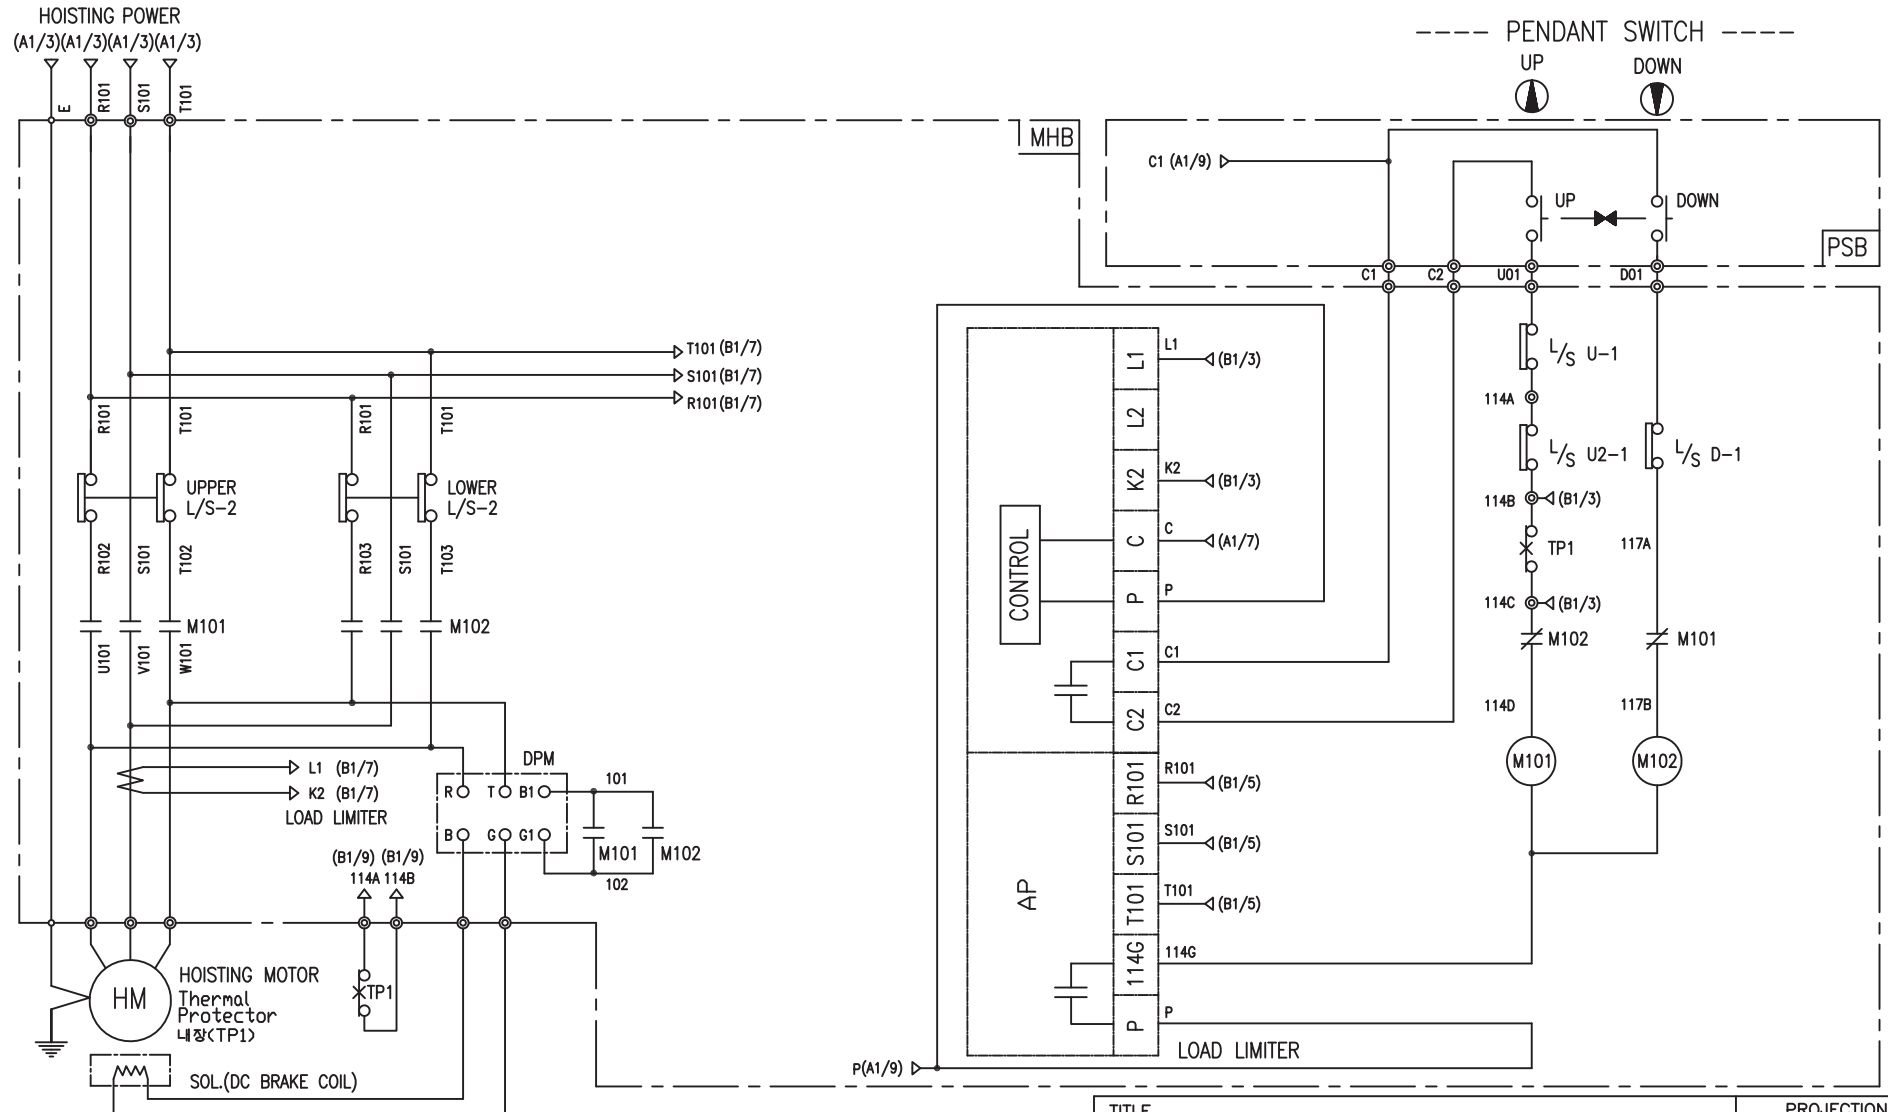 HOISTING POWER
(A1/3)(A1/3)(A1/3)(A1/3)
E
R101
S101
T101
MHB
---- PENDANT SWITCH ----
UP
DOWN
C1 (A1/9)
UP
DOWN
PSB
C1
C2
U01
D01
T101 (B1/7)
S101 (B1/7)
R101 (B1/7)
R101
T101
R101
T101
UPPER
L/S-2
LOWER
L/S-2
R102
S101
T102
R103
S101
T103
M101
M102
U101
V101
W101
L1 (B1/7)
K2 (B1/7)
LOAD LIMITER
DPM
R
T
B1
B
G
G1
101
M101
M102
102
(B1/9) (B1/9)
114A 114B
TP1
HM
HOISTING MOTOR
Thermal
Protector
내장(TP1)
SOL.(DC BRAKE COIL)
CONTROL
AP
L1
L1
(B1/3)
L2
K2
K2
(B1/3)
C
C
(A1/7)
P
P
C1
C1
C2
C2
R101
R101
(B1/5)
S101
S101
(B1/5)
T101
T101
(B1/5)
114G
114G
P
P
LOAD LIMITER
P(A1/9)
L/S U-1
114A
L/S U2-1
L/S D-1
114B
(B1/3)
TP1
117A
114C
(B1/3)
M102
M101
114D
117B
M101
M102
TITLE
PROJECTION